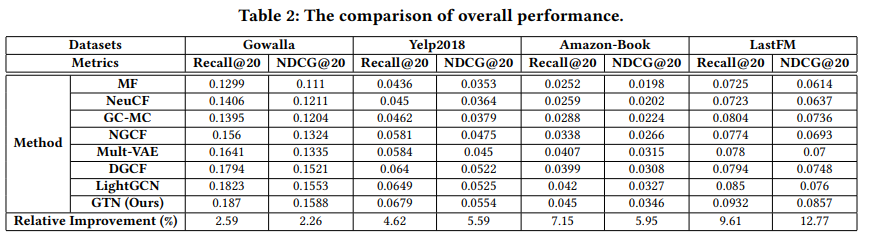 Table 2: The comparison of overall performance.
Datasets Gowalla Yelp2018 Amazon-Book LastFM
Metrics Recall@20 NDCG@20 Recall@20 NDCG@20 Recall@20 NDCG@20 Recall@20 NDCG@20
Method
MF 0.1299 0.111 0.0436 0.0353 0.0252 0.0198 0.0725 0.0614
NeuCF 0.1406 0.1211 0.045 0.0364 0.0259 0.0202 0.0723 0.0637
GC-MC 0.1395 0.1204 0.0462 0.0379 0.0288 0.0224 0.0804 0.0736
NGCF 0.156 0.1324 0.0581 0.0475 0.0338 0.0266 0.0774 0.0693
Mult-VAE 0.1641 0.1335 0.0584 0.045 0.0407 0.0315 0.078 0.07
DGCF 0.1794 0.1521 0.064 0.0522 0.0399 0.0308 0.0794 0.0748
LightGCN 0.1823 0.1553 0.0649 0.0525 0.042 0.0327 0.085 0.076
GTN (Ours) 0.187 0.1588 0.0679 0.0554 0.045 0.0346 0.0932 0.0857
Relative Improvement (%) 2.59 2.26 4.62 5.59 7.15 5.95 9.61 12.77